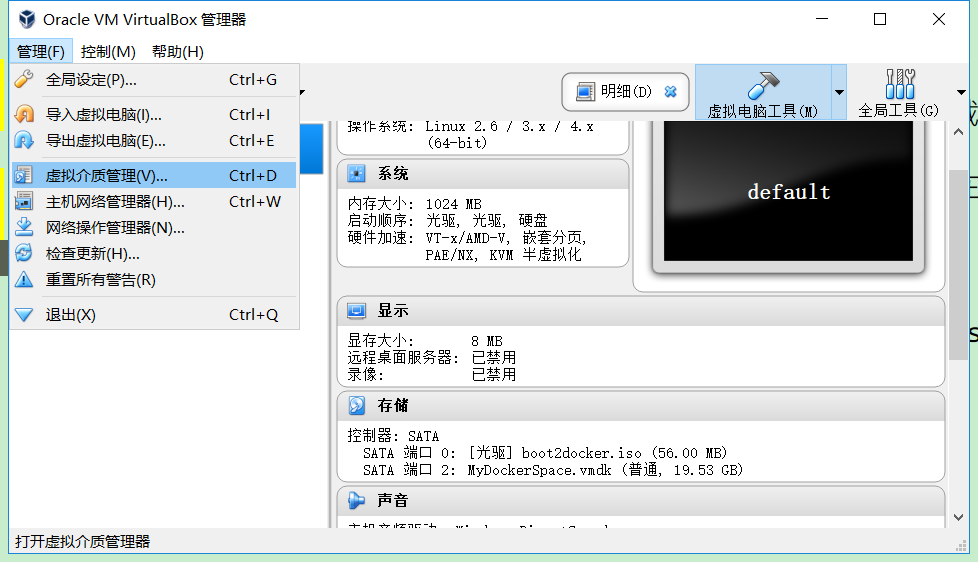 Oracle VM VirtualBox 管理器
管理(F) 控制(M) 帮助(H)
全局设定(P)... Ctrl+G
导入虚拟电脑(I)... Ctrl+I
导出虚拟电脑(E)... Ctrl+E
虚拟介质管理(V)... Ctrl+D
主机网络管理器(H)... Ctrl+W
网络操作管理器(N)...
检查更新(H)...
重置所有警告(R)
退出(X) Ctrl+Q
明细(D)
虚拟电脑工具(M)
全局工具(G)
操作系统: Linux 2.6 / 3.x / 4.x
(64-bit)
系统
内存大小: 1024 MB
启动顺序: 光驱, 光驱, 硬盘
硬件加速: VT-x/AMD-V, 嵌套分页,
PAE/NX, KVM 半虚拟化
default
显示
显存大小: 8 MB
远程桌面服务器: 已禁用
录像: 已禁用
存储
控制器: SATA
SATA 端口 0: [光驱] boot2docker.iso (56.00 MB)
SATA 端口 2: MyDockerSpace.vmdk (普通, 19.53 GB)
声音
打开虚拟介质管理器